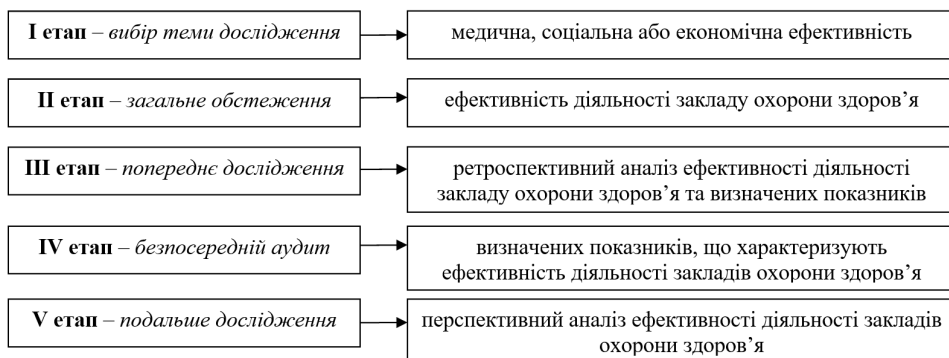 І етап – вибір теми дослідження
медична, соціальна або економічна ефективність
ІІ етап – загальне обстеження
ефективність діяльності закладу охорони здоров’я
ІІІ етап – попереднє дослідження
ретроспективний аналіз ефективності діяльності
закладу охорони здоров’я та визначених показників
IV етап – безпосередній аудит
визначених показників, що характеризують
ефективність діяльності закладів охорони здоров’я
V етап – подальше дослідження
перспективний аналіз ефективності діяльності закладів
охорони здоров’я